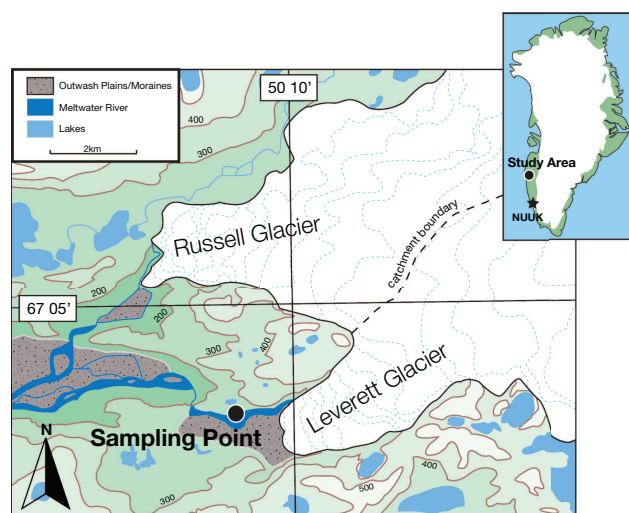 Outwash Plains/Moraines
Meltwater River
Lakes
2km
50 10'
400
300
Study Area
NUUK
Russell Glacier
catchment boundary
200
67 05'
200
300
400
Leverett Glacier
Sampling Point
N
300
400
500